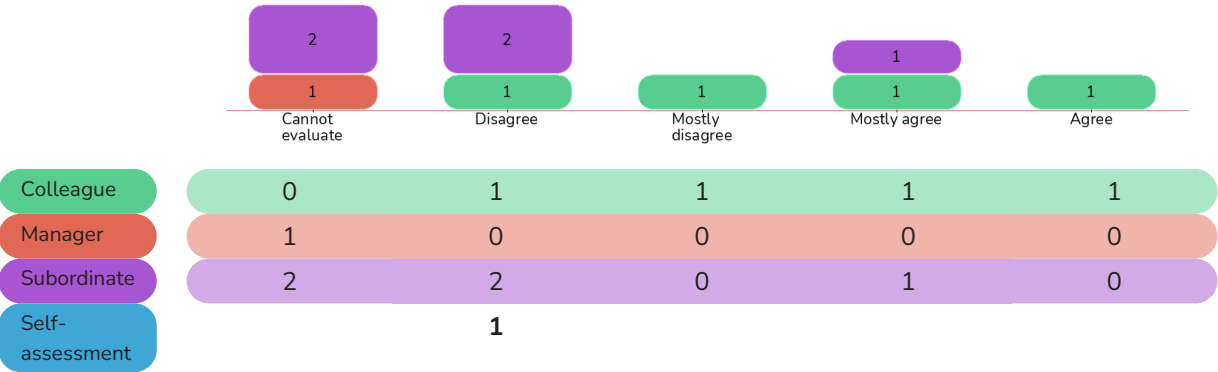 2 2
1
1 1 1 1 1
Cannot evaluate Disagree Mostly disagree Mostly agree Agree
Colleague 0 1 1 1 1
Manager 1 0 0 0 0
Subordinate 2 2 0 1 0
Self-
assessment 1